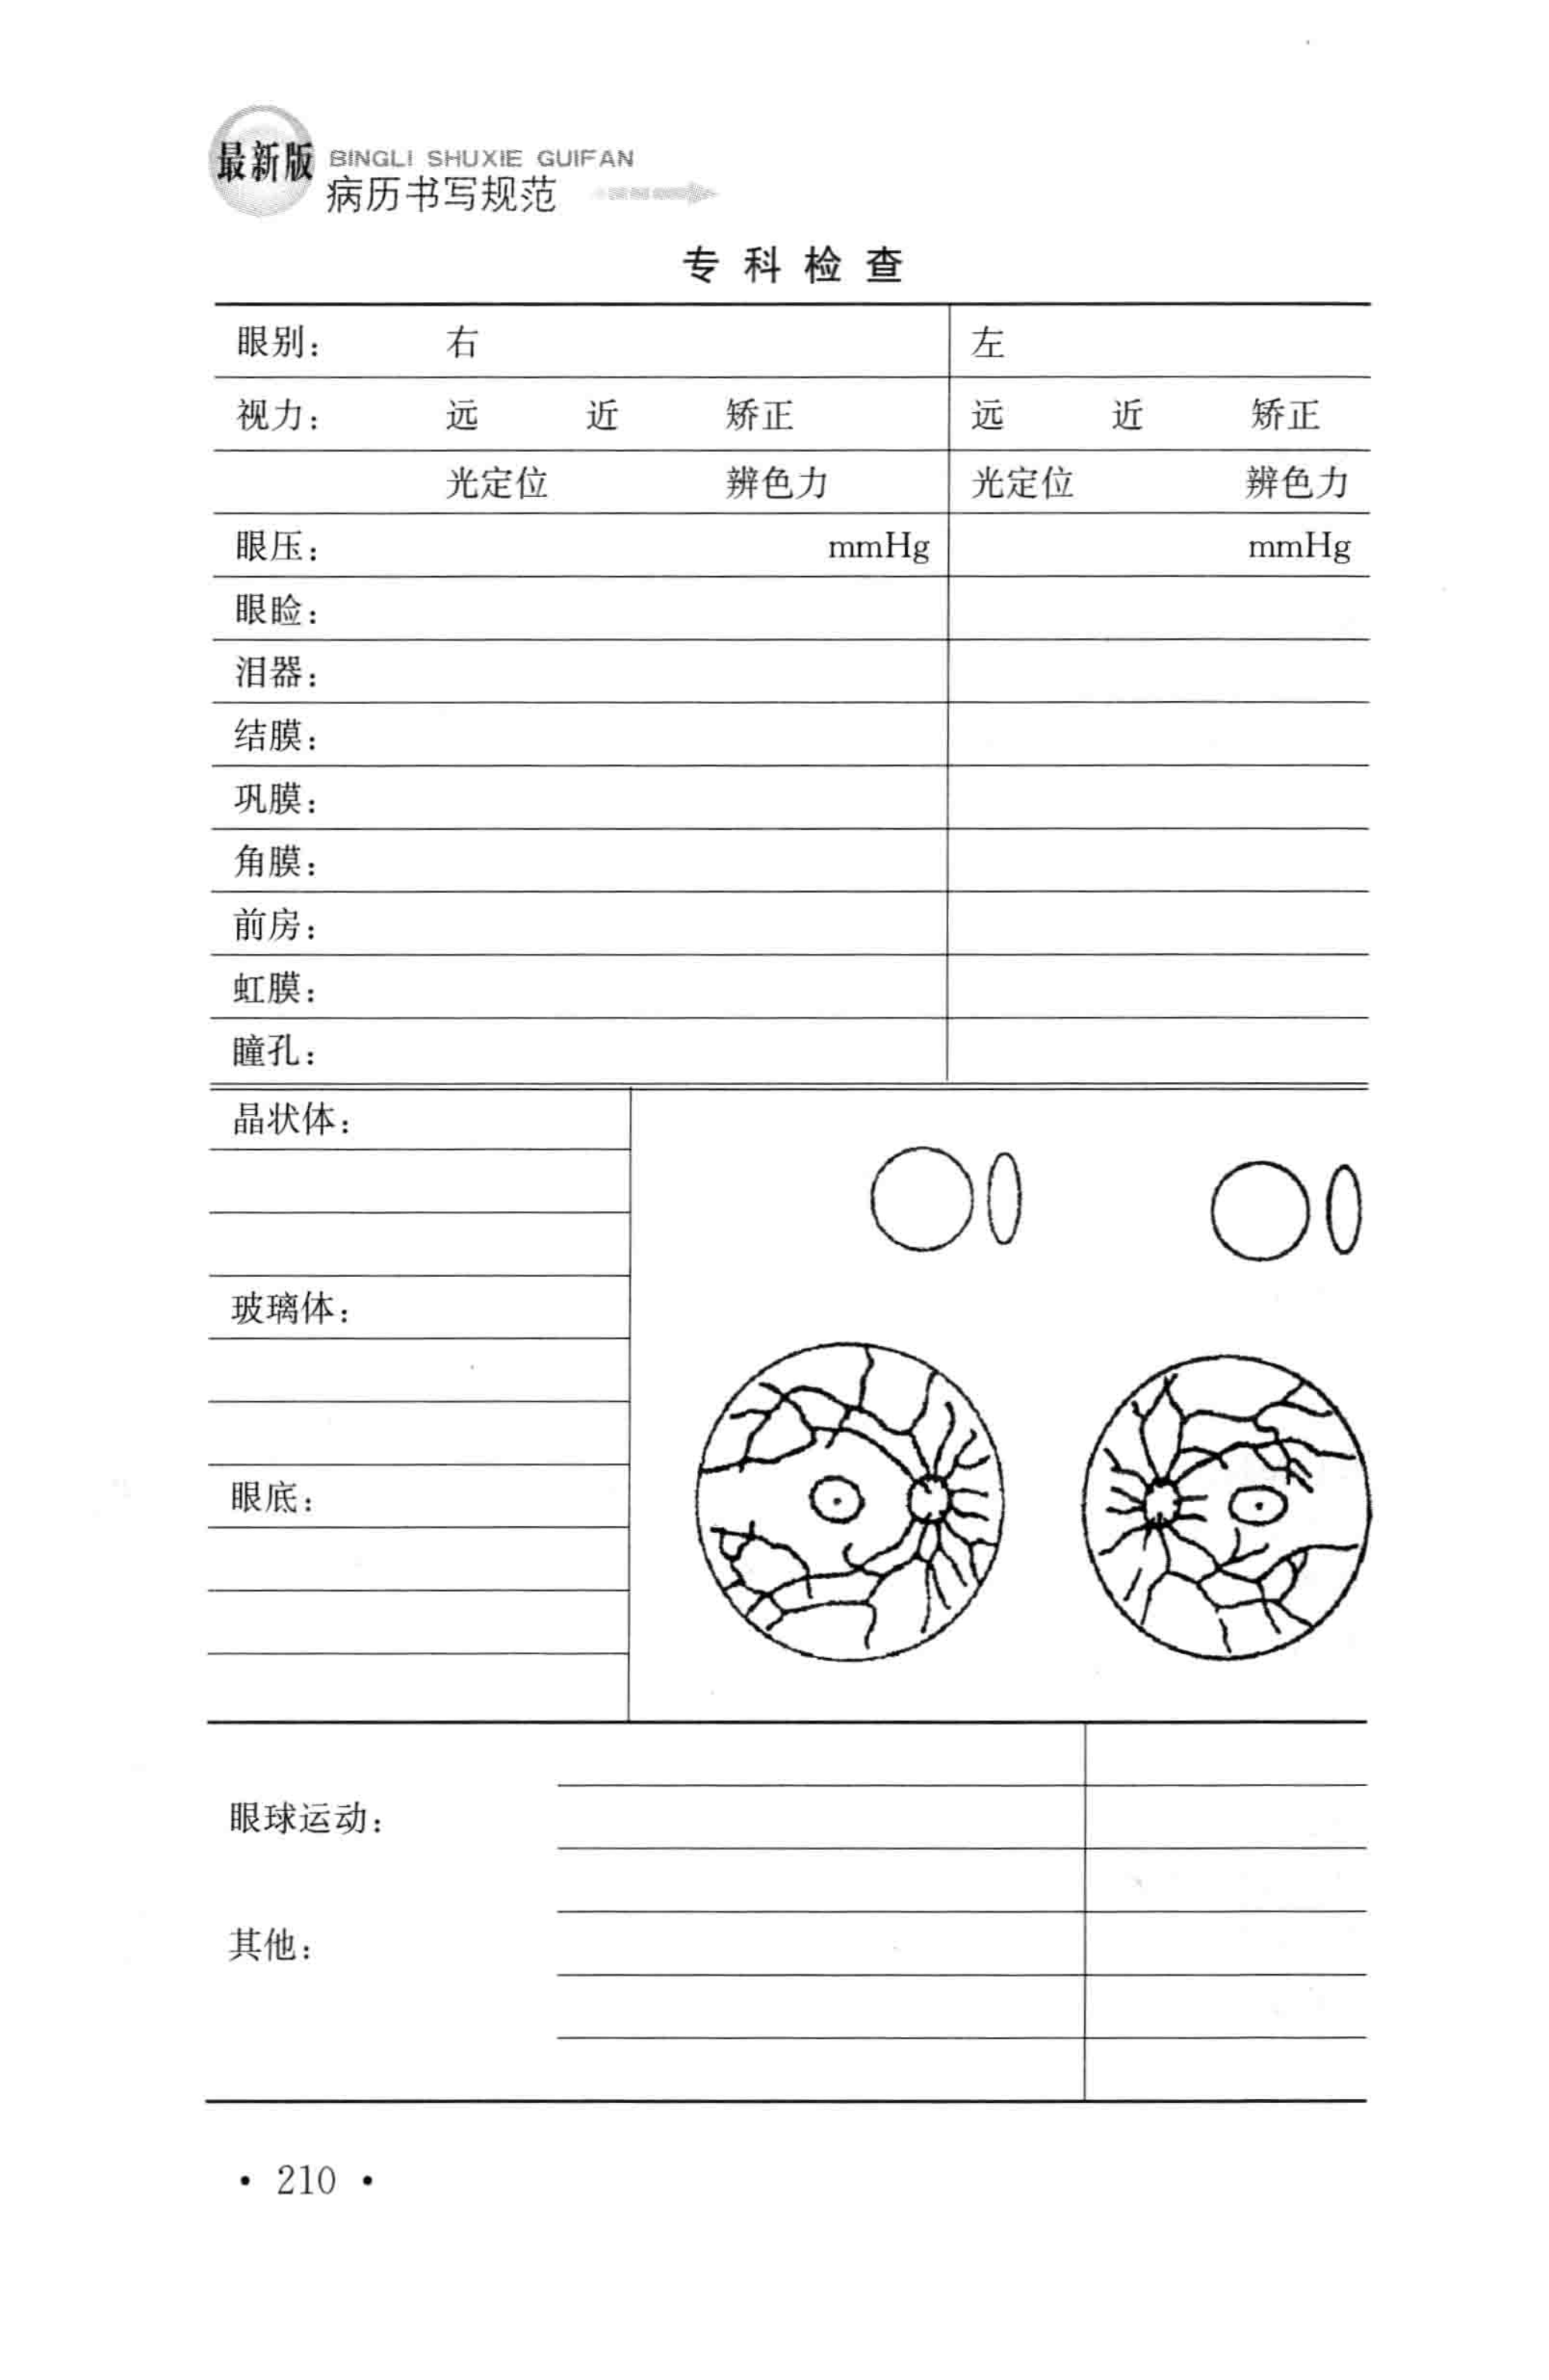 最新版
BINGLI SHUXIE GUIFAN
病历书写规范
专科检查
眼别： 右 左
视力： 远 近 矫正 远 近 矫正
光定位 辨色力 光定位 辨色力
眼压： mmHg mmHg
眼睑：
泪器：
结膜：
巩膜：
角膜：
前房：
虹膜：
瞳孔：
晶状体：
玻璃体：
眼底：
眼球运动：
其他：
· 210 ·